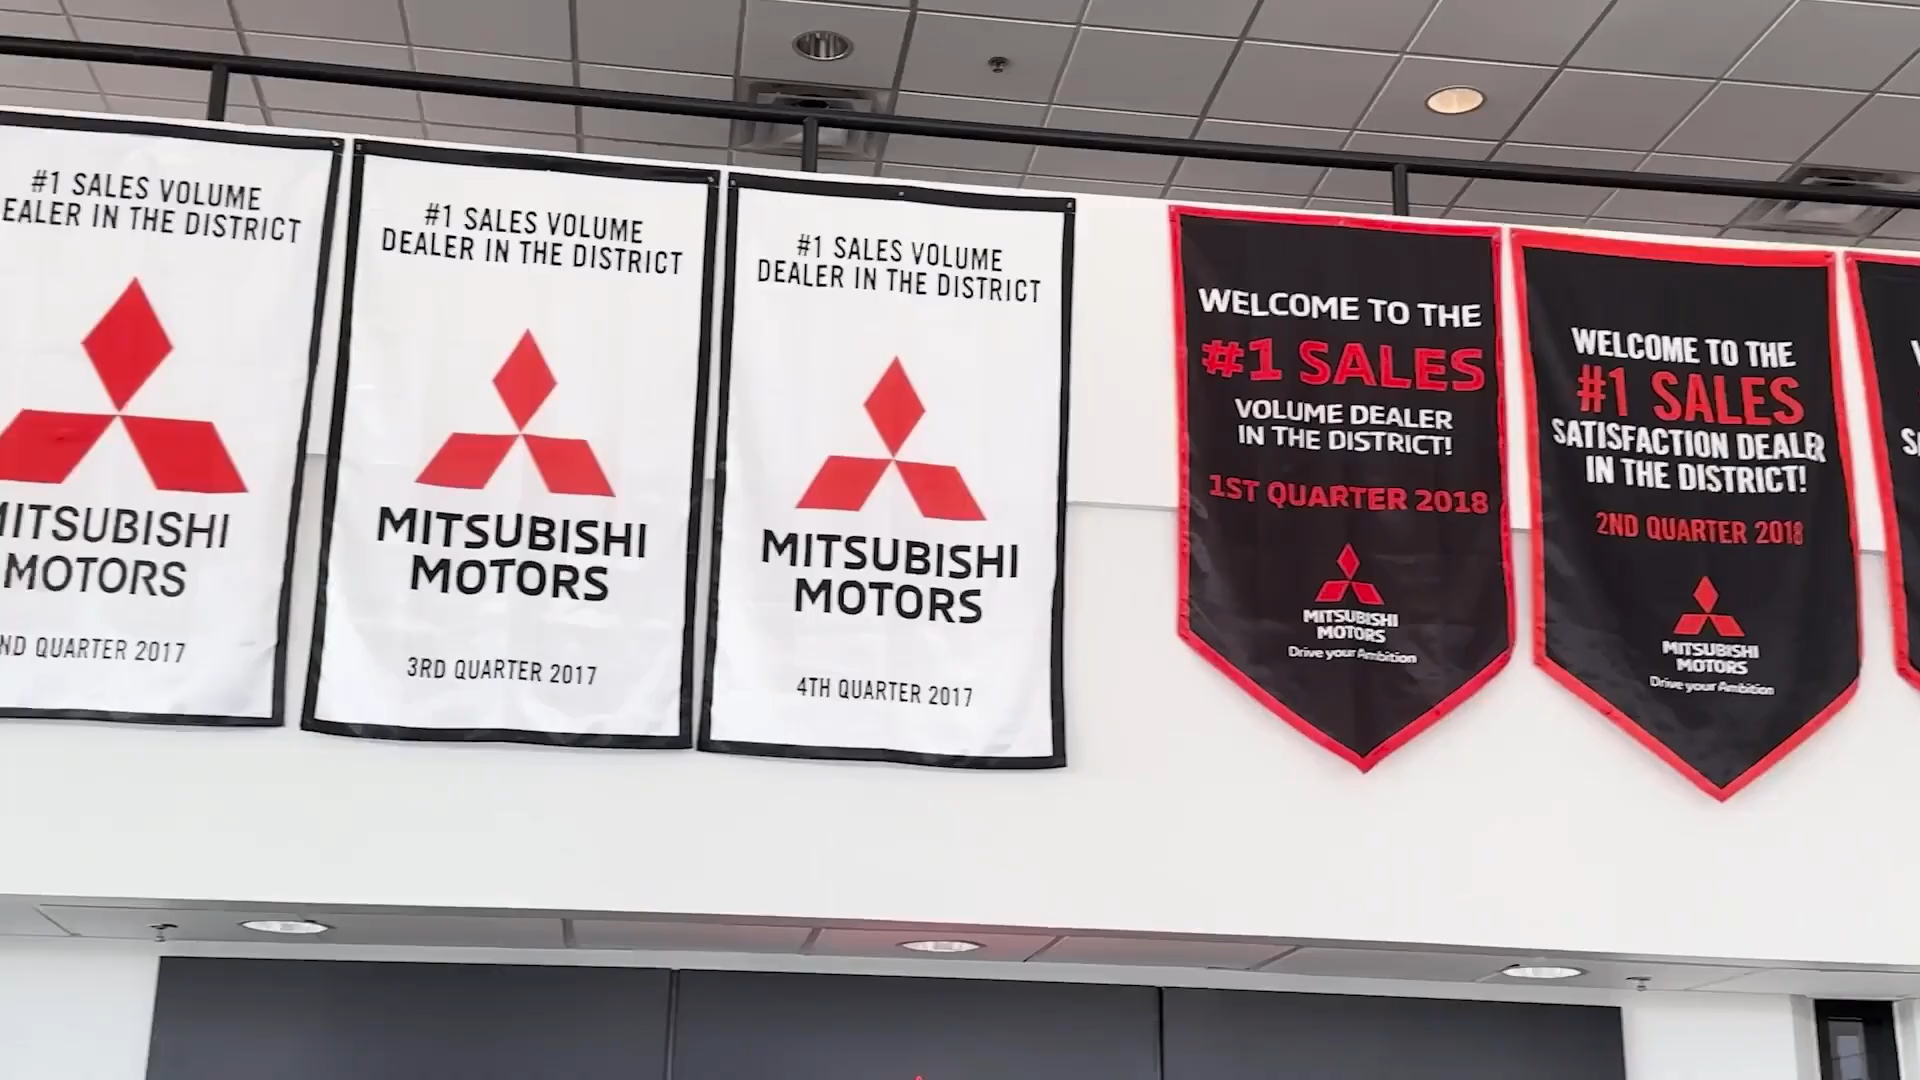 #1 SALES VOLUME
IN THE DISTRICT
MOTORS
QUARTER 2017
#1 SALES VOLUME
DEALER IN THE DISTRICT
MITSUBISHI
MOTORS
3RD QUARTER 2017
#1 SALES VOLUME
DEALER IN THE DISTRICT
MITSUBISHI
MOTORS
4TH QUARTER 2017
WELCOME TO THE
#1 SALES
VOLUME DEALER
IN THE DISTRICT!
1ST QUARTER 2018
MITSUBISHI
MOTORS
Drive your Ambition
WELCOME TO THE
#1 SALES
SATISFACTION DEALER
IN THE DISTRICT!
2ND QUARTER 2018
MITSUBISHI
MOTORS
Drive your Ambition